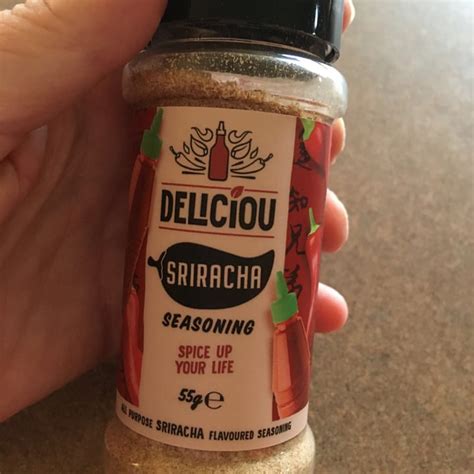 DELICIOU
SRIRACHA
SEASONING
SPICE UP
YOUR LIFE
55g℮
ALL PURPOSE SRIRACHA FLAVOURED SEASONING